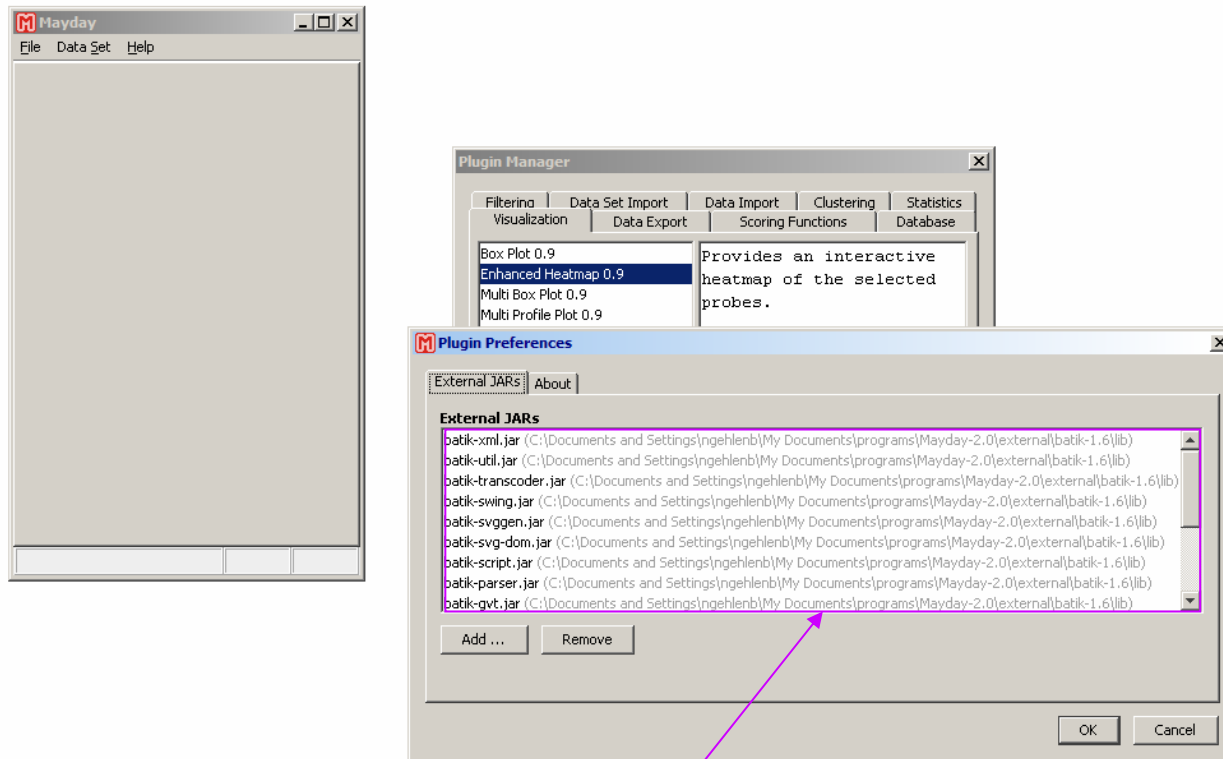 Mayday
File Data Set Help
Plugin Manager
Filtering Data Set Import Data Import Clustering Statistics
Visualization Data Export Scoring Functions Database
Box Plot 0.9
Enhanced Heatmap 0.9
Multi Box Plot 0.9
Multi Profile Plot 0.9
Provides an interactive
heatmap of the selected
probes.
Plugin Preferences
External JARs About
External JARs
batik-xml.jar (C:\Documents and Settings\ngehlenb\My Documents\programs\Mayday-2.0\external\batik-1.6\lib)
batik-util.jar (C:\Documents and Settings\ngehlenb\My Documents\programs\Mayday-2.0\external\batik-1.6\lib)
batik-transcoder.jar (C:\Documents and Settings\ngehlenb\My Documents\programs\Mayday-2.0\external\batik-1.6\lib)
batik-swing.jar (C:\Documents and Settings\ngehlenb\My Documents\programs\Mayday-2.0\external\batik-1.6\lib)
batik-svggen.jar (C:\Documents and Settings\ngehlenb\My Documents\programs\Mayday-2.0\external\batik-1.6\lib)
batik-svg-dom.jar (C:\Documents and Settings\ngehlenb\My Documents\programs\Mayday-2.0\external\batik-1.6\lib)
batik-script.jar (C:\Documents and Settings\ngehlenb\My Documents\programs\Mayday-2.0\external\batik-1.6\lib)
batik-parser.jar (C:\Documents and Settings\ngehlenb\My Documents\programs\Mayday-2.0\external\batik-1.6\lib)
batik-gvt.jar (C:\Documents and Settings\ngehlenb\My Documents\programs\Mayday-2.0\external\batik-1.6\lib)
Add ... Remove
OK Cancel